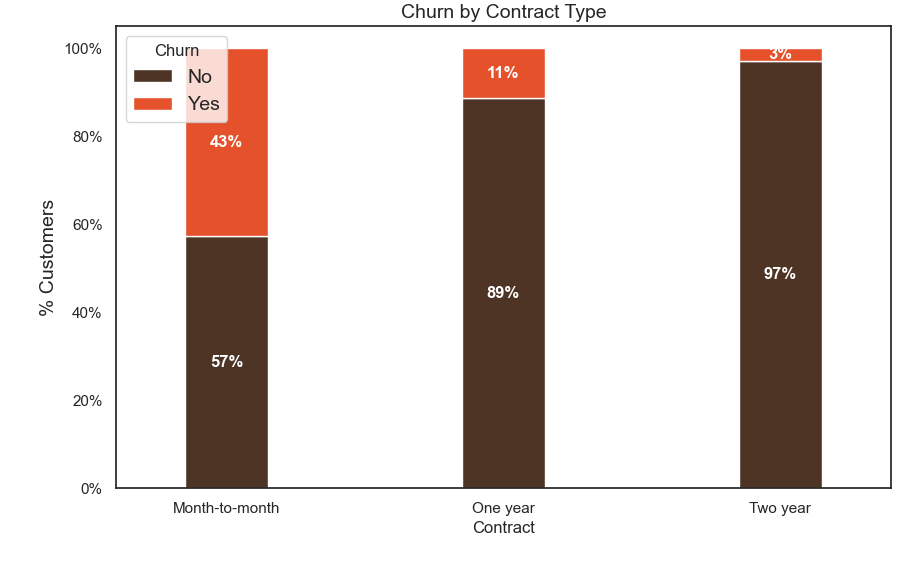 Churn by Contract Type
% Customers
100%
80%
60%
40%
20%
0%
Churn
No
Yes
43%
57%
11%
89%
3%
97%
Month-to-month
One year
Two year
Contract